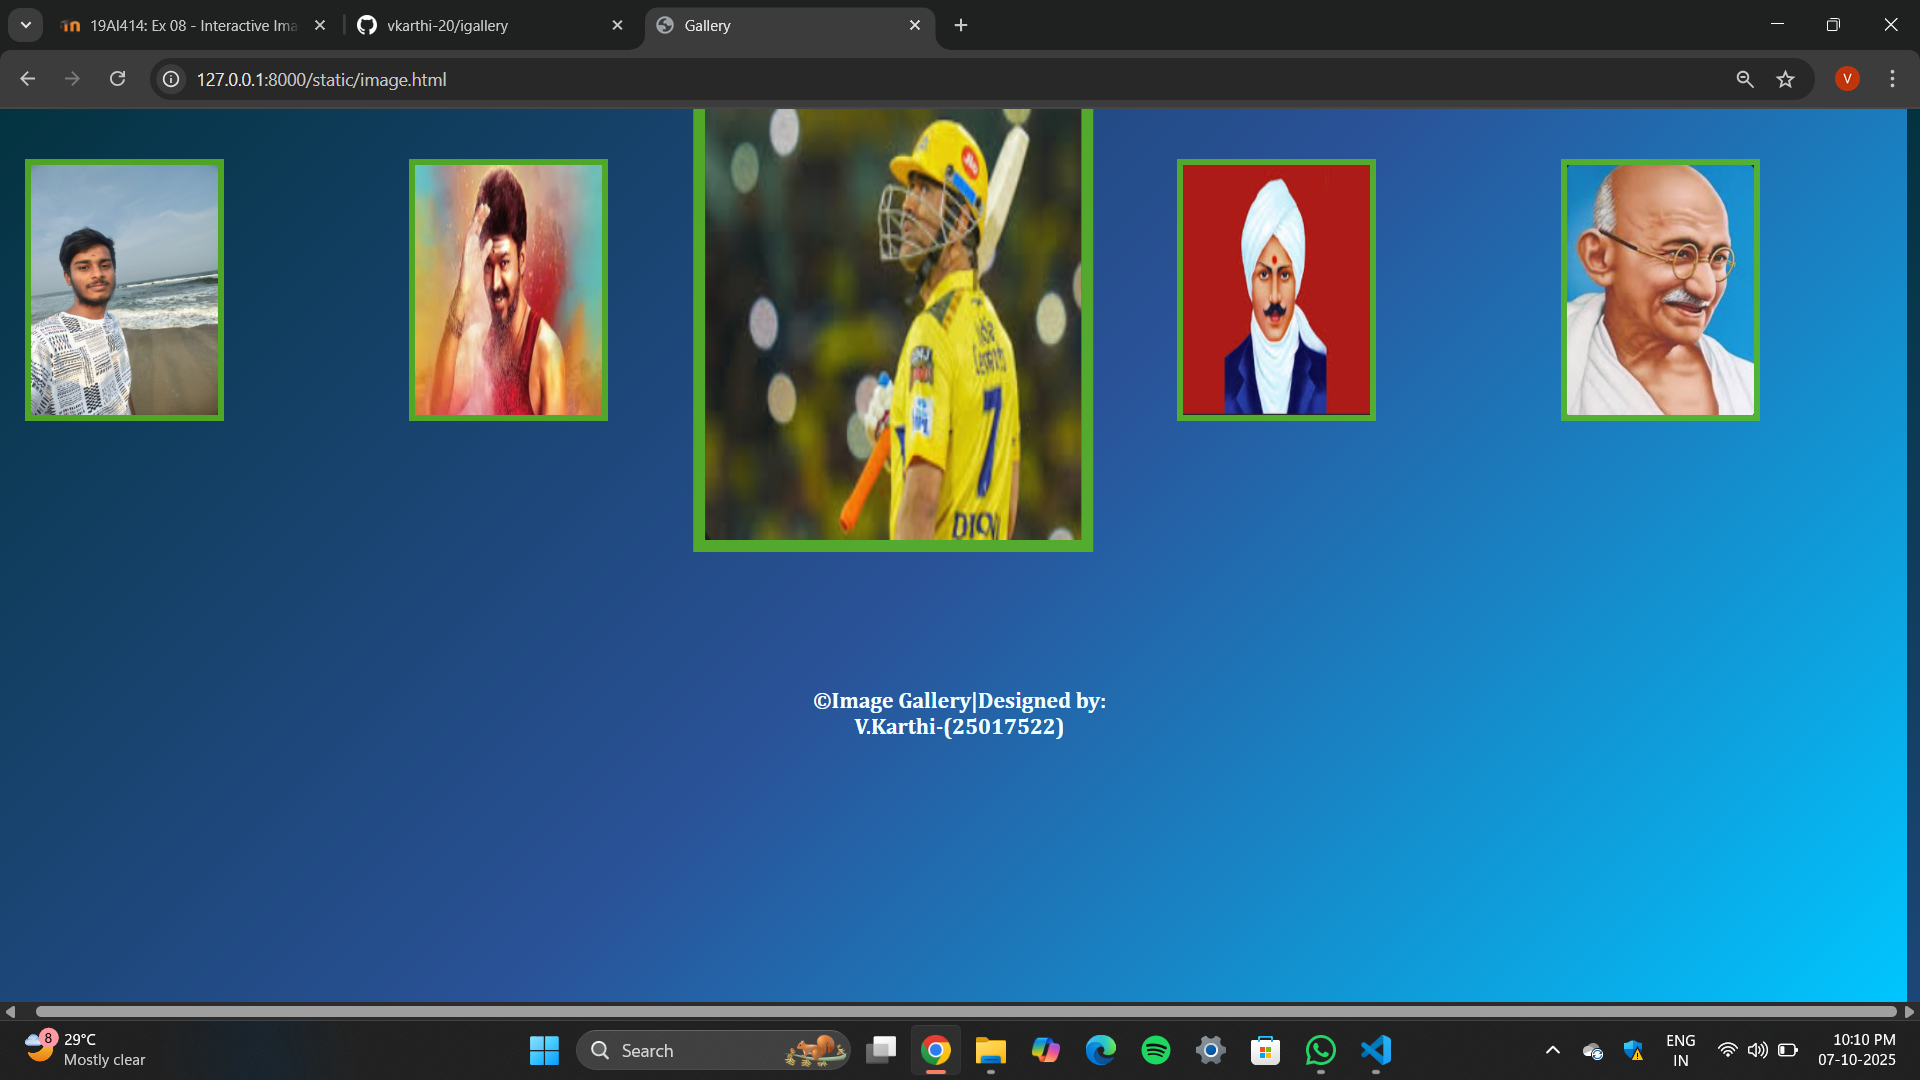 19AI414: Ex 08 - Interactive Ima
vkarthi-20/igallery
Gallery
127.0.0.1:8000/static/image.html
V
7
©Image Gallery|Designed by:
V.Karthi-(25017522)
8
29°C
Mostly clear
Search
ENG
IN
10:10 PM
07-10-2025